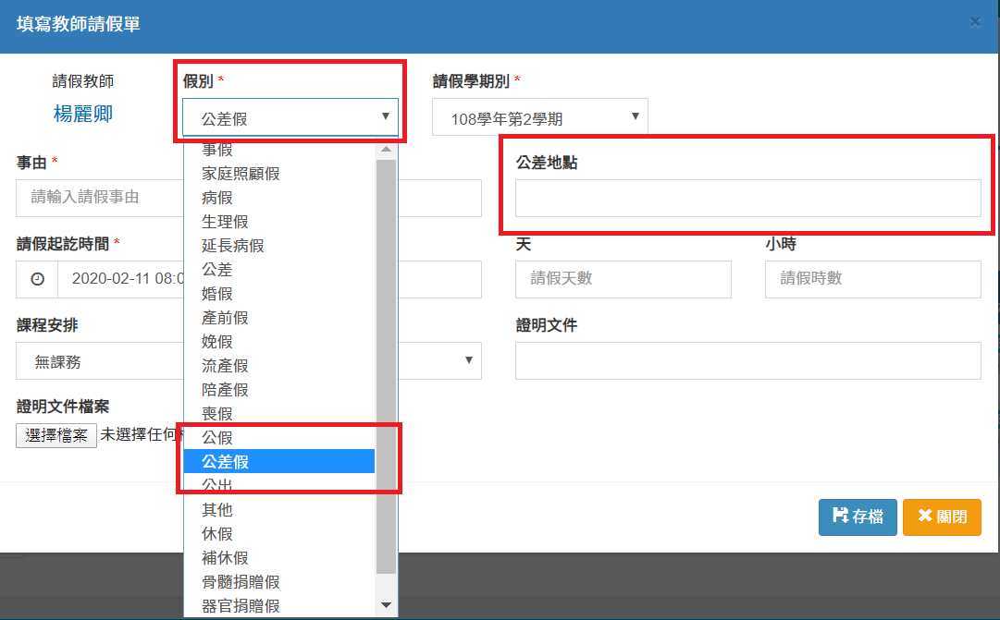 填寫教師請假單
×
請假教師
假別 *
請假學期別 *
楊麗卿
公差假
108學年第2學期
事由 *
公差地點
請輸入請假事由
請假起訖時間 *
天
小時
2020-02-11 08:0
請假天數
請假時數
課程安排
證明文件
無課務
證明文件檔案
選擇檔案 未選擇任何
事假
家庭照顧假
病假
生理假
延長病假
公差
婚假
產前假
娩假
流產假
陪產假
喪假
公假
公差假
公出
其他
休假
補休假
骨髓捐贈假
器官捐贈假
存檔
關閉